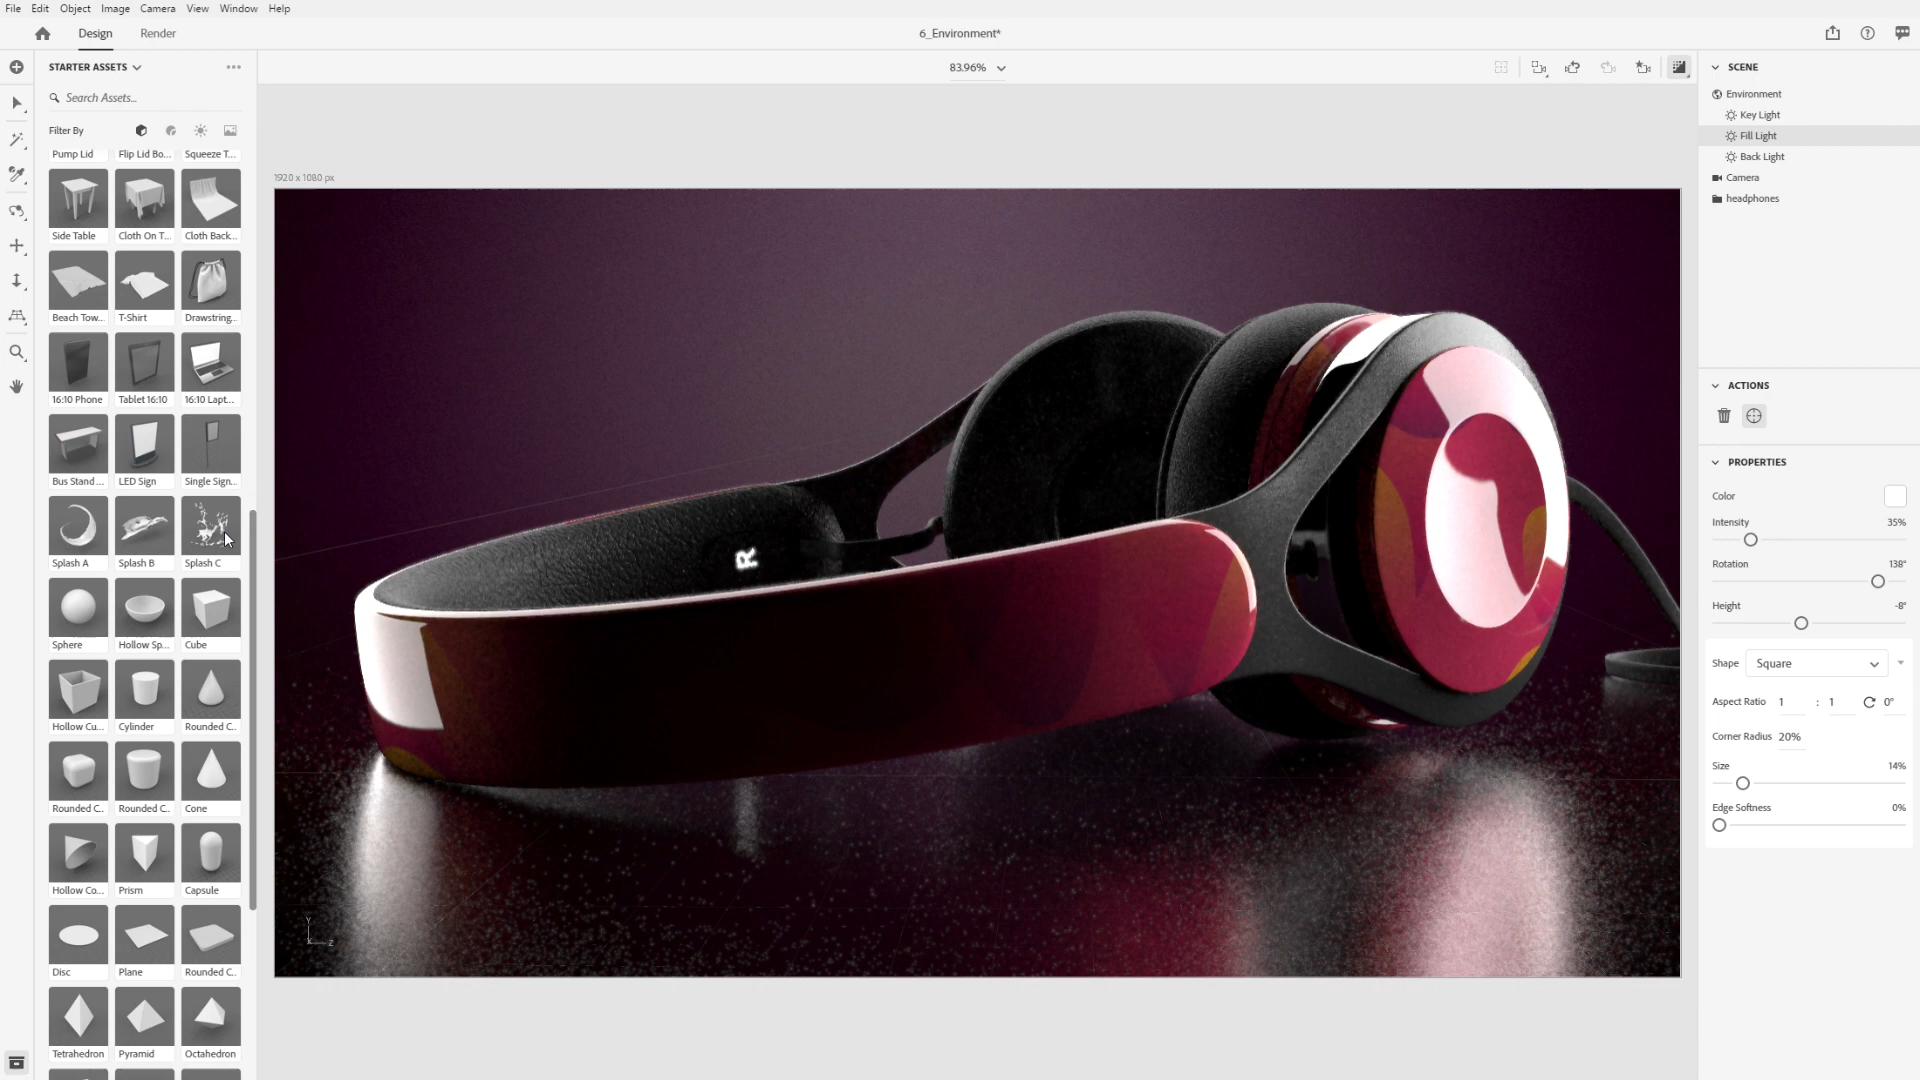 File Edit Object Image Camera View Window Help
Design Render 6_Environment*
STARTER ASSETS 83.96%
Search Assets...
Filter By
Pump Lid Flip Lid Bo... Squeeze T...
Side Table Cloth On T... Cloth Back...
Beach Tow... T-Shirt Drawstring...
16:10 Phone Tablet 16:10 16:10 Lapt...
Bus Stand ... LED Sign Single Sign...
Splash A Splash B Splash C
Sphere Hollow Sp... Cube
Hollow Cu... Cylinder Rounded C..
Rounded C.. Rounded C.. Cone
Hollow Co... Prism Capsule
Disc Plane Rounded C..
Tetrahedron Pyramid Octahedron
1920 x 1080 px
R
Y
Z
SCENE
Environment
Key Light
Fill Light
Back Light
Camera
headphones
ACTIONS
PROPERTIES
Color
Intensity 35%
Rotation 138°
Height -8°
Shape Square
Aspect Ratio 1 : 1 0°
Corner Radius 20%
Size 14%
Edge Softness 0%